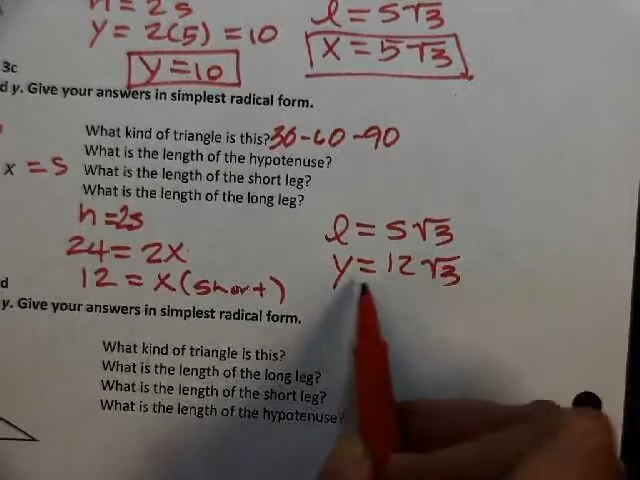 h = 2s
l = s√3
y = 2(5) = 10
x = 5√3
y = 10
3c
d y. Give your answers in simplest radical form.
What kind of triangle is this? 30-60-90
What is the length of the hypotenuse?
x = s What is the length of the short leg?
What is the length of the long leg?
h = 2s
l = s√3
24 = 2x
y = 12√3
12 = x (short)
d
y. Give your answers in simplest radical form.
What kind of triangle is this?
What is the length of the long leg?
What is the length of the short leg?
What is the length of the hypotenuse?